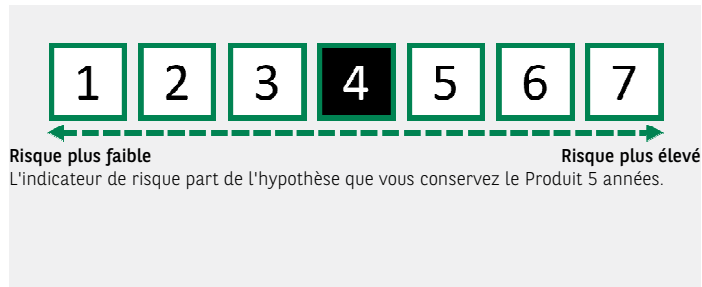 1 2 3 4 5 6 7
Risque plus faible Risque plus élevé
L'indicateur de risque part de l'hypothèse que vous conservez le Produit 5 années.